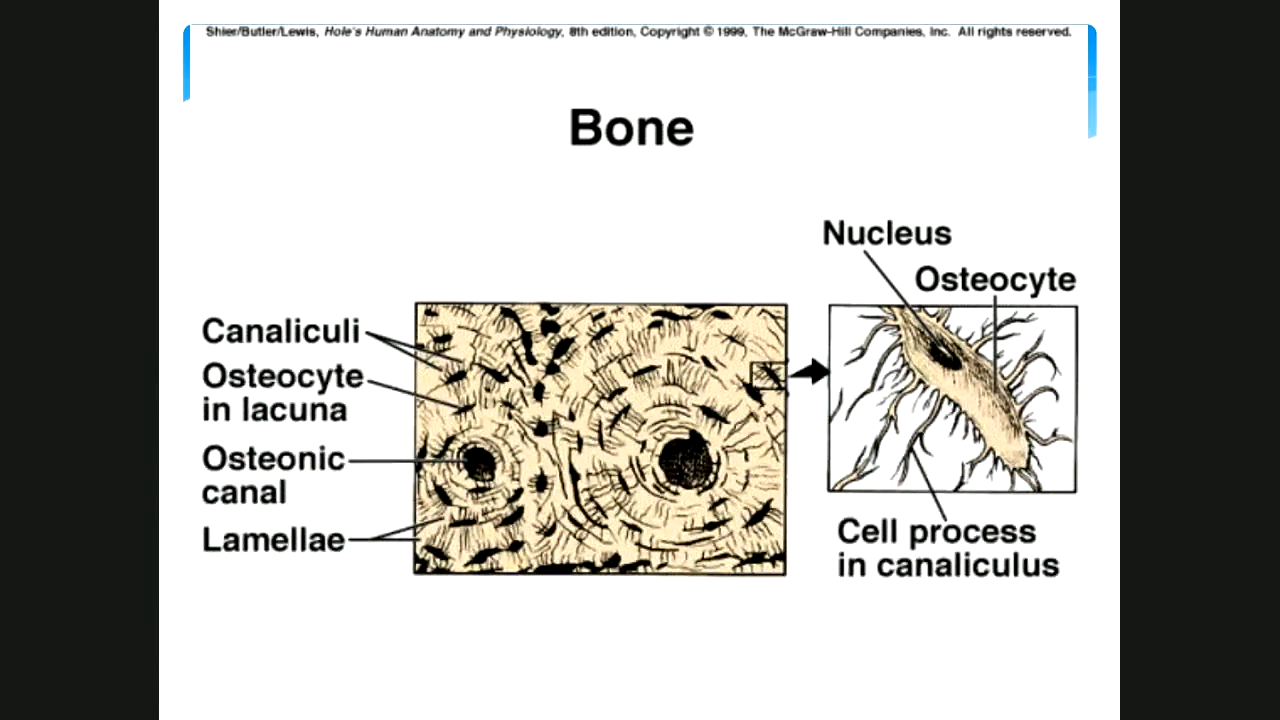 Shier/Butler/Lewis, Hole's Human Anatomy and Physiology, 8th edition, Copyright © 1999, The McGraw-Hill Companies, Inc. All rights reserved.
Bone
Nucleus
Osteocyte
Canaliculi
Osteocyte
in lacuna
Osteonic
canal
Lamellae
Cell process
in canaliculus